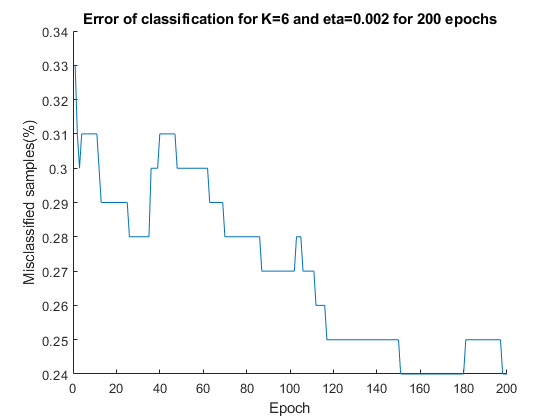 Error of classification for K=6 and eta=0.002 for 200 epochs
0.34
0.33
0.32
0.31
0.3
0.29
0.28
0.27
0.26
0.25
0.24
Misclassified samples(%)
0 20 40 60 80 100 120 140 160 180 200
Epoch